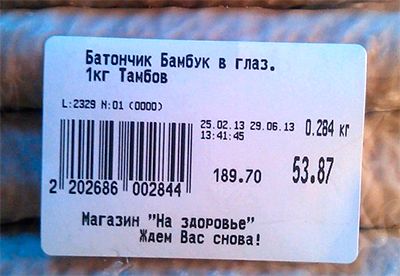 Батончик Бамбук в глаз.
1кг Тамбов
L:2329 N:01 (0000)
25.02.13 29.06.13 0.284 кг
13:41:45
189.70 53.87
2 202686 002844
Магазин "На здоровье"
Ждем Вас снова!